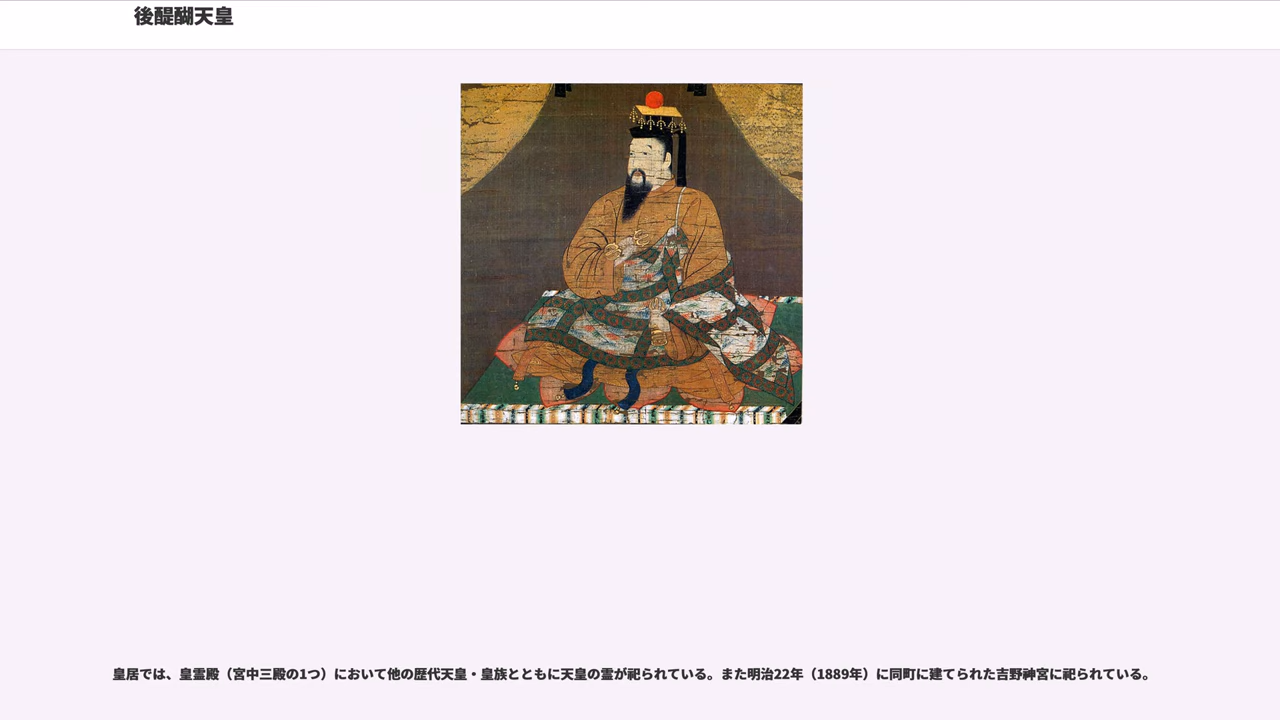 後醍醐天皇
皇居では、皇霊殿（宮中三殿の1つ）において他の歴代天皇・皇族とともに天皇の霊が祀られている。また明治22年（1889年）に同町に建てられた吉野神宮に祀られている。